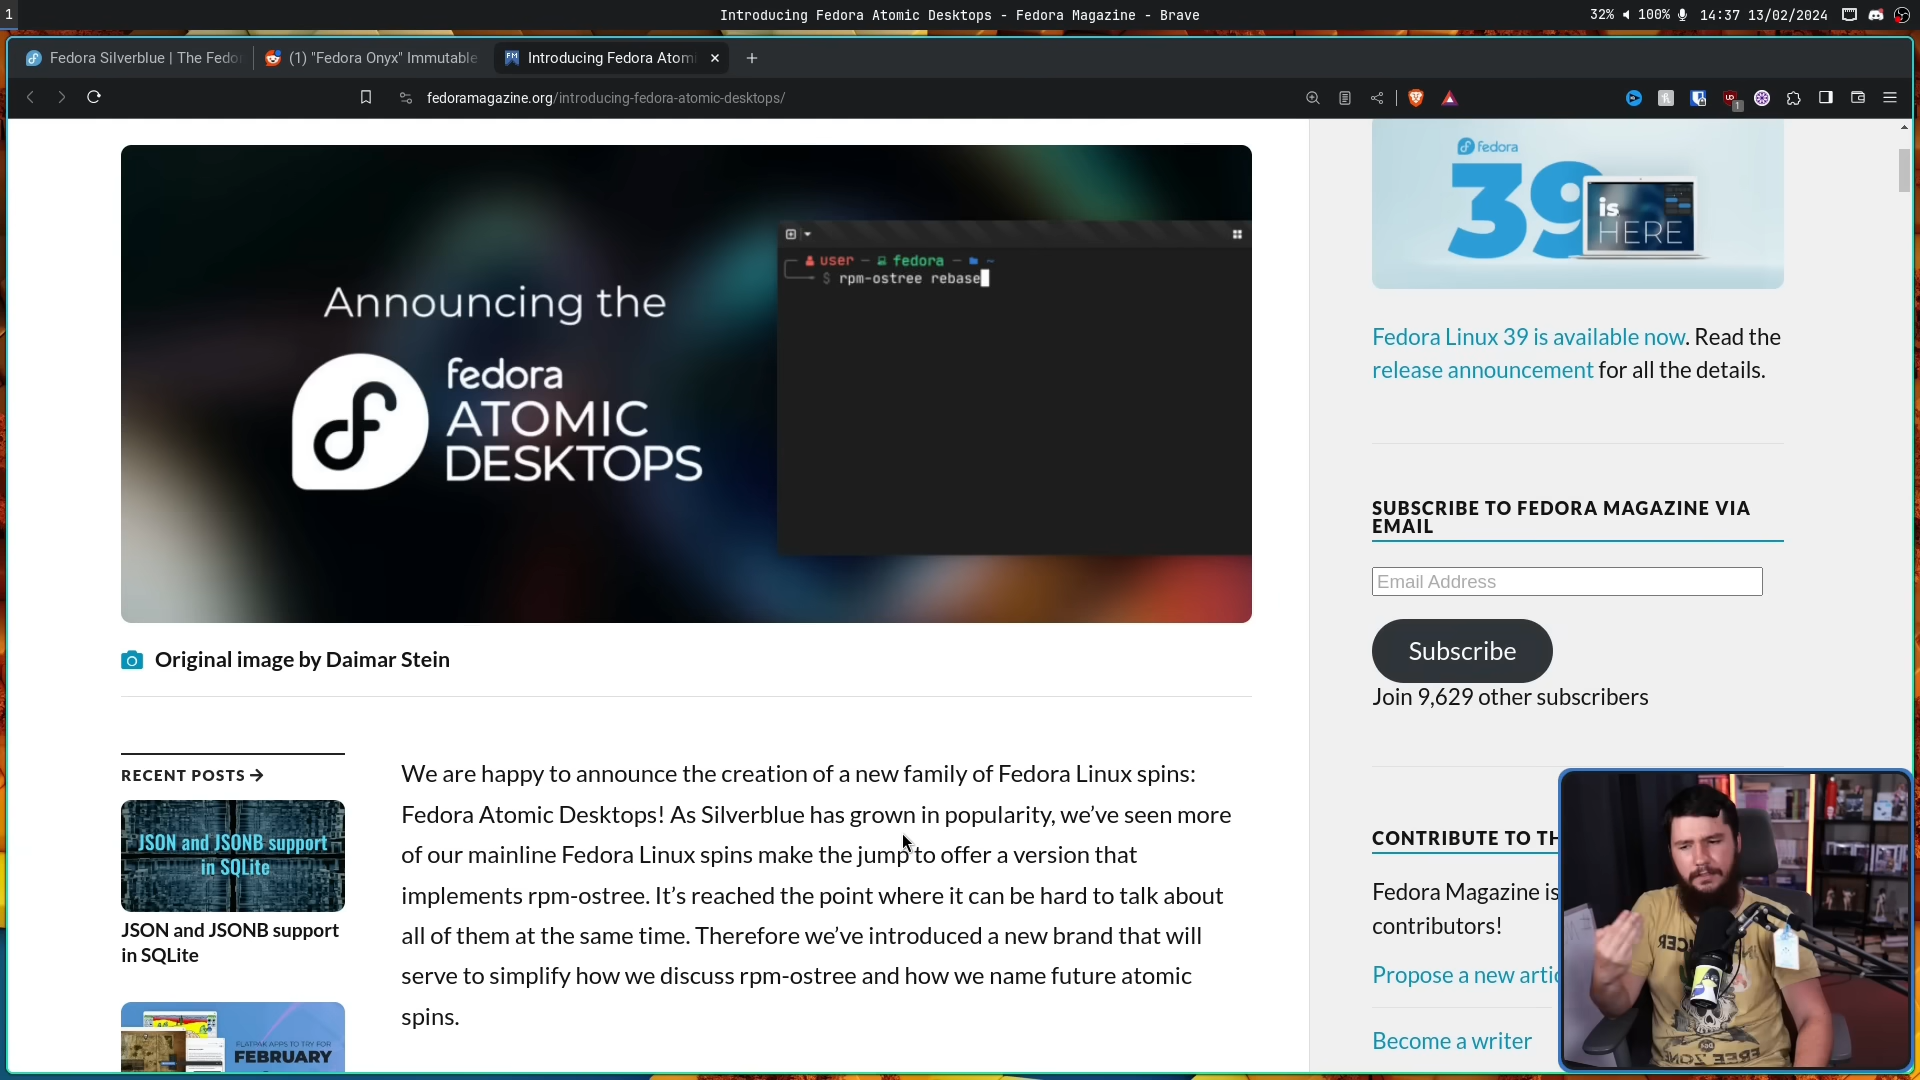 1
Introducing Fedora Atomic Desktops - Fedora Magazine - Brave
32% 100% 14:37 13/02/2024
Fedora Silverblue | The Fedo
(1) "Fedora Onyx" Immutable
Introducing Fedora Atom
fedoramagazine.org/introducing-fedora-atomic-desktops/
Announcing the
fedora
ATOMIC
DESKTOPS
user – fedora – ~
$ rpm-ostree rebase
Original image by Daimar Stein
RECENT POSTS →
JSON and JSONB support
in SQLite
JSON and JSONB support
in SQLite
FLATPAK APPS TO TRY FOR
FEBRUARY
We are happy to announce the creation of a new family of Fedora Linux spins:
Fedora Atomic Desktops! As Silverblue has grown in popularity, we’ve seen more
of our mainline Fedora Linux spins make the jump to offer a version that
implements rpm-ostree. It’s reached the point where it can be hard to talk about
all of them at the same time. Therefore we’ve introduced a new brand that will
serve to simplify how we discuss rpm-ostree and how we name future atomic
spins.
fedora
39
is
HERE
Fedora Linux 39 is available now. Read the
release announcement for all the details.
SUBSCRIBE TO FEDORA MAGAZINE VIA
EMAIL
Email Address
Subscribe
Join 9,629 other subscribers
CONTRIBUTE TO TH
Fedora Magazine is
contributors!
Propose a new artic
Become a writer